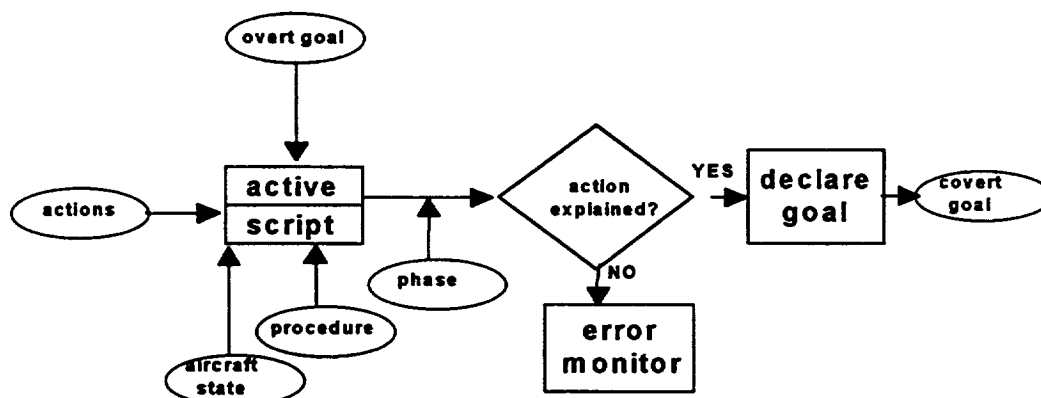 overt goal
actions
active
script
phase
procedure
aircraft
state
action
explained?
YES
NO
declare
goal
covert
goal
error
monitor